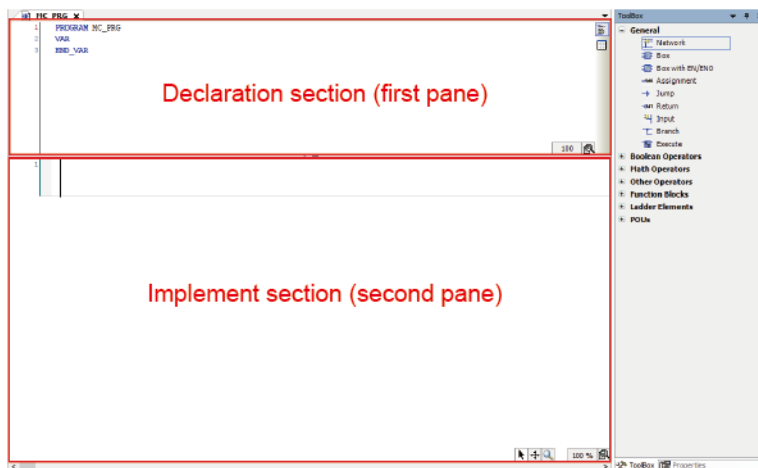 MC_PRG X
1 PROGRAM MC_PRG
2 VAR
3 END_VAR
Declaration section (first pane)
100
1
Implement section (second pane)
100 %
ToolBox
General
Network
Box
Box with EN/ENO
Assignment
Jump
Return
Input
Branch
Execute
Boolean Operators
Math Operators
Other Operators
Function Blocks
Ladder Elements
POUs
ToolBox Properties